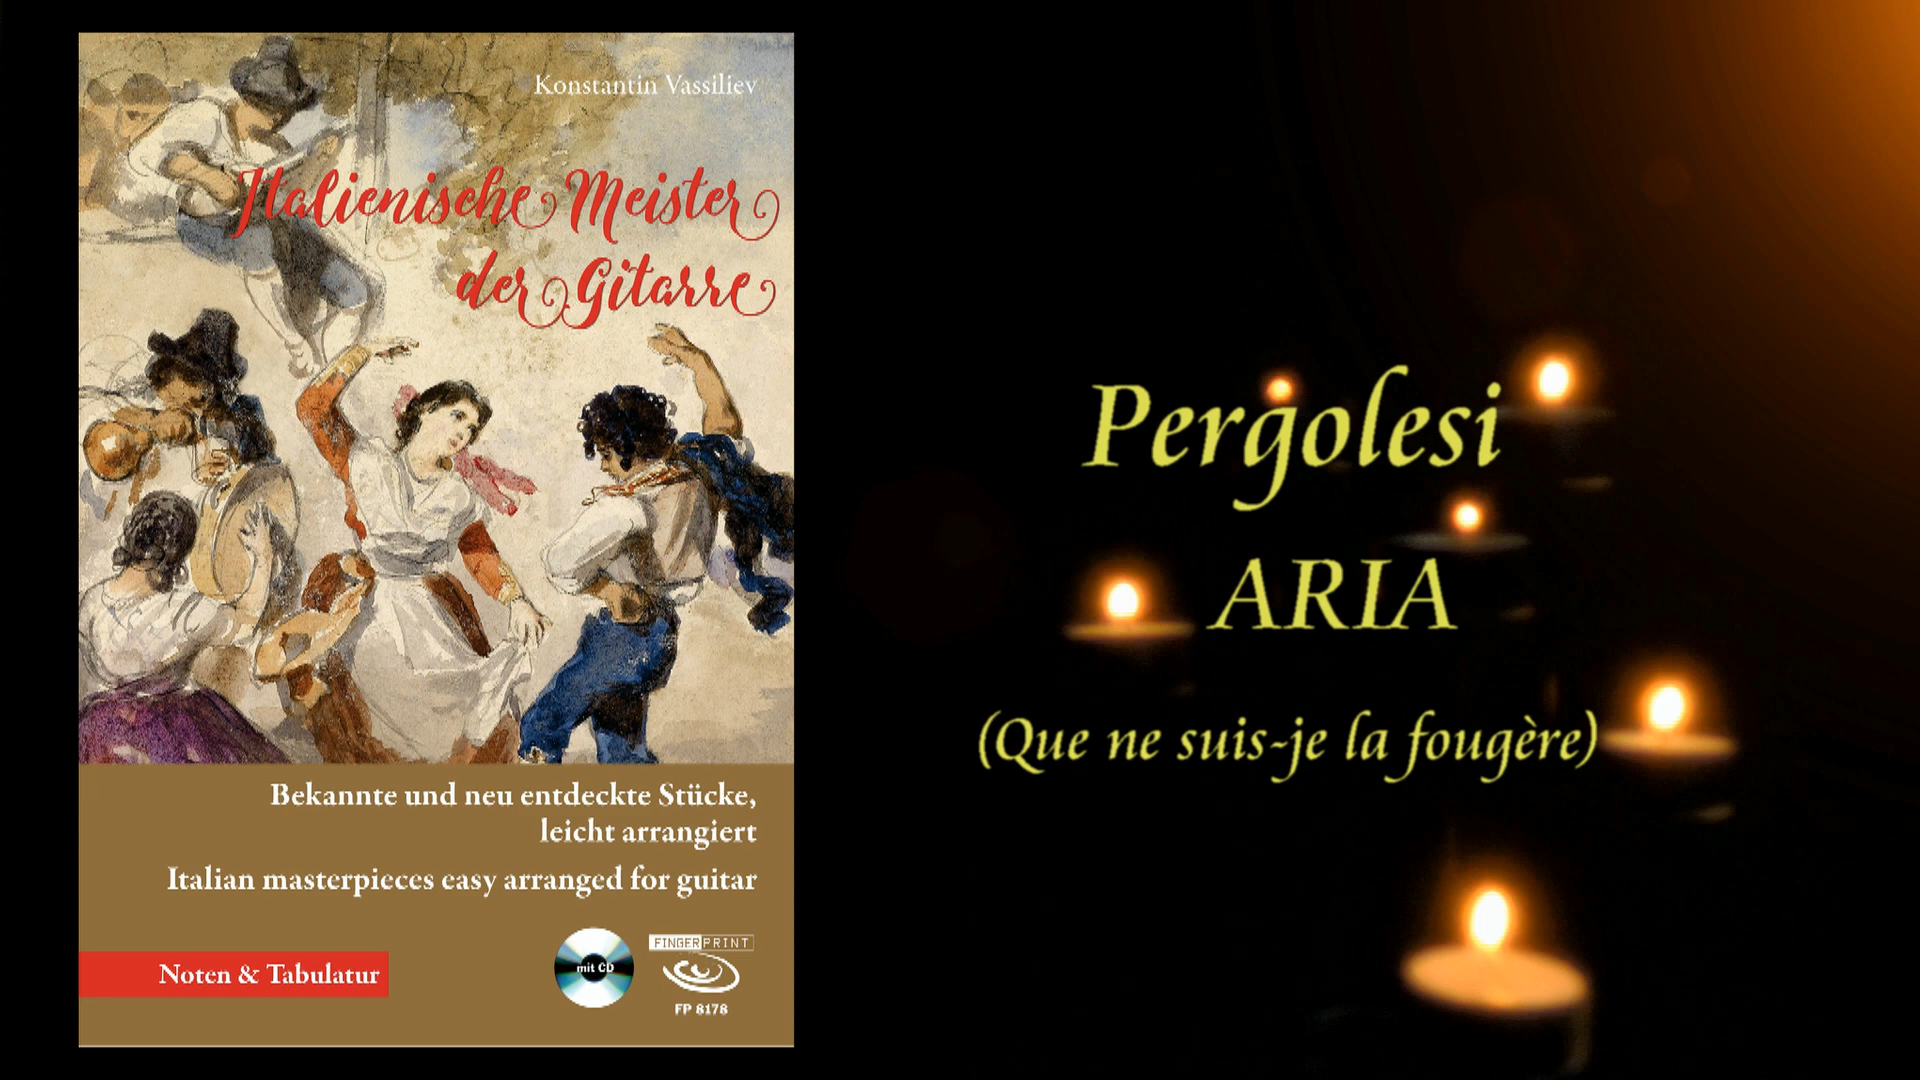 Konstantin Vassiliev
Italienische Meister
der Gitarre
Bekannte und neu entdeckte Stücke,
leicht arrangiert
Italian masterpieces easy arranged for guitar
Noten & Tabulatur
mit CD
FINGERPRINT
FP 8178
Pergolesi
ARIA
(Que ne suis-je la fougère)